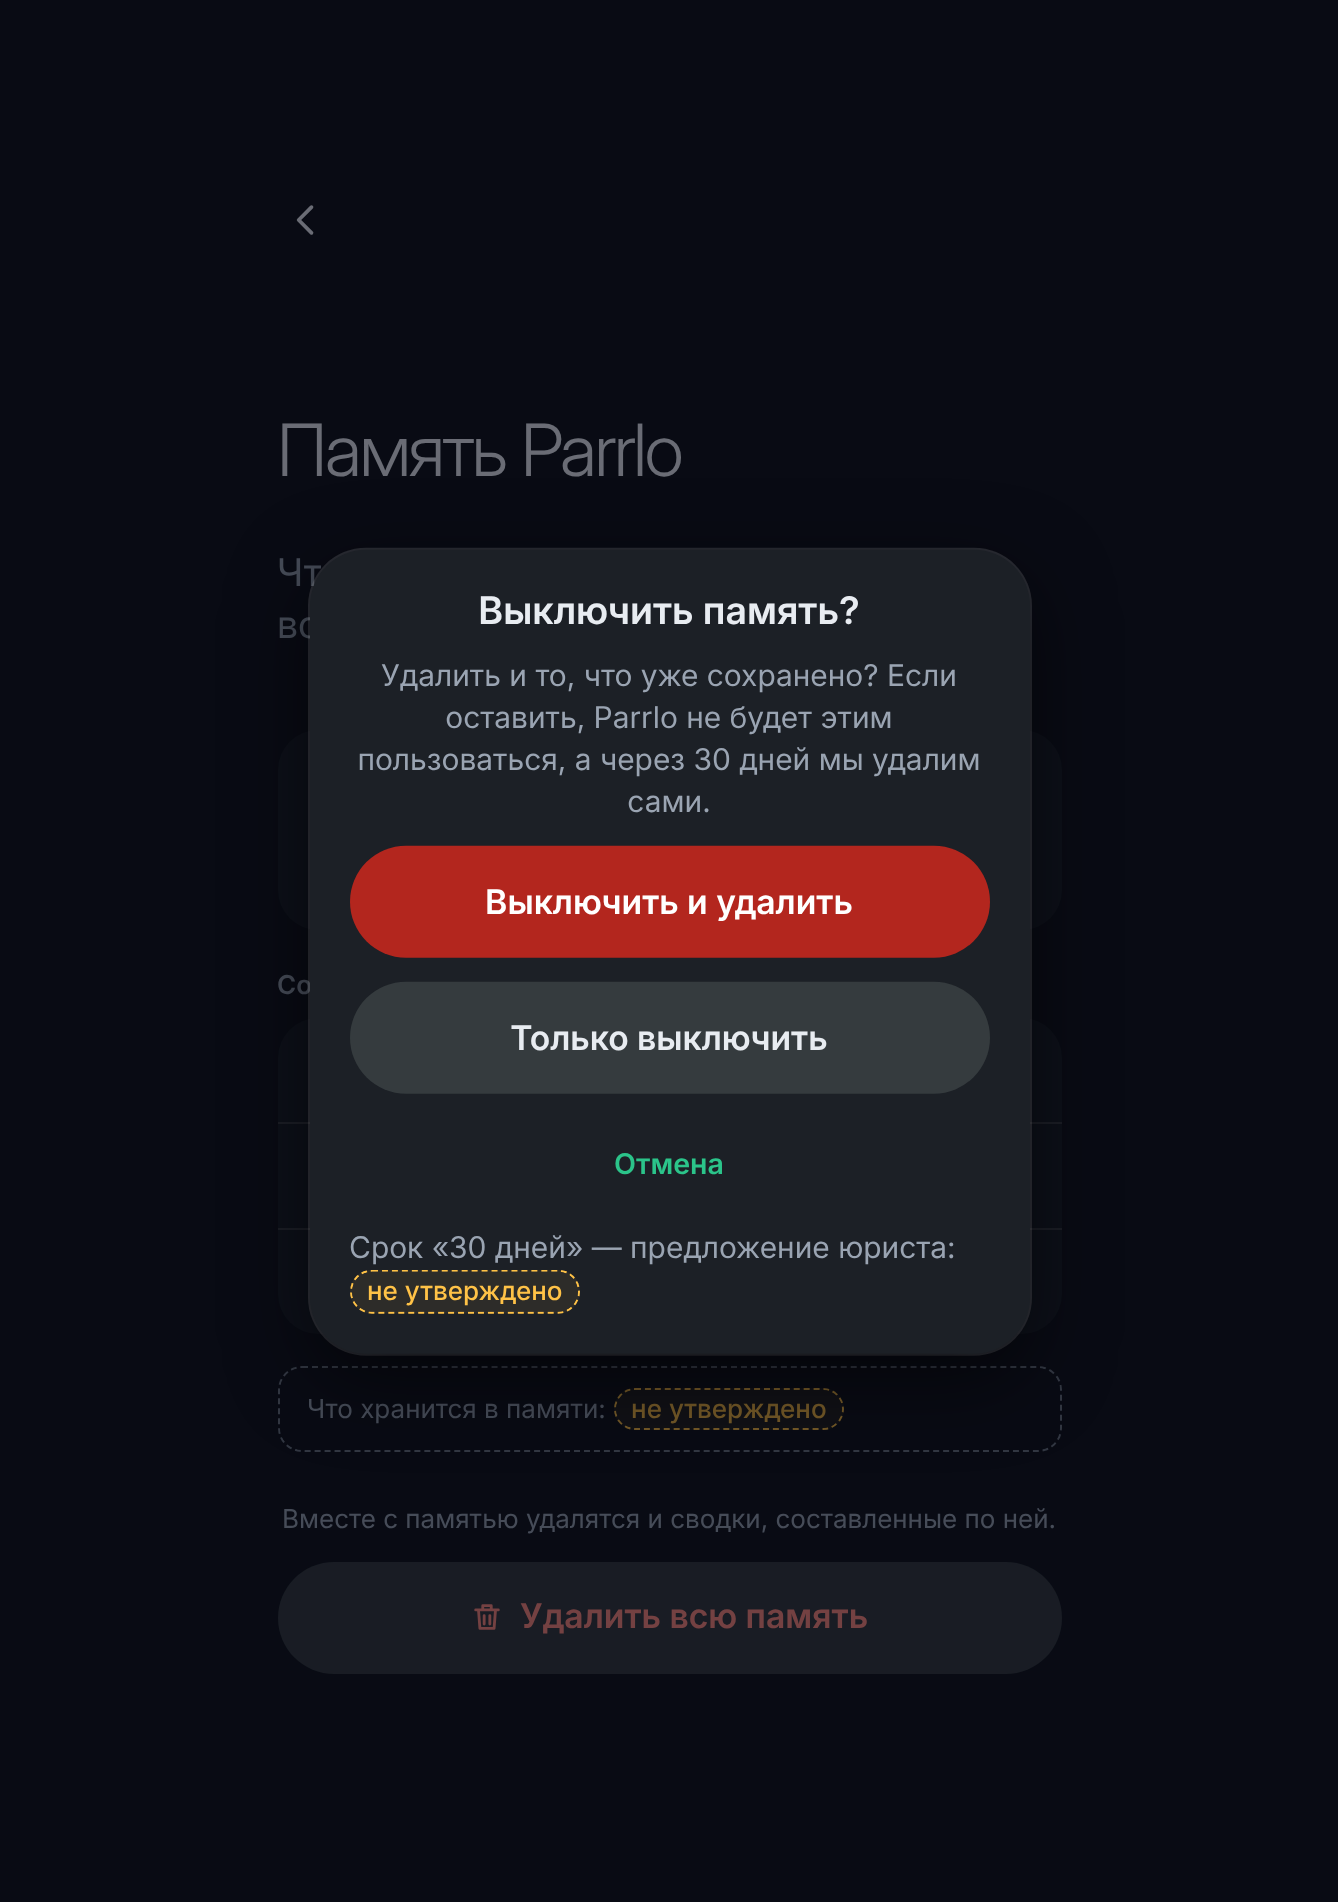 Память Parrlo
Выключить память?
Удалить и то, что уже сохранено? Если
оставить, Parrlo не будет этим
пользоваться, а через 30 дней мы удалим
сами.
Выключить и удалить
Только выключить
Отмена
Срок «30 дней» — предложение юриста:
не утверждено
Что хранится в памяти: не утверждено
Вместе с памятью удалятся и сводки, составленные по ней.
Удалить всю память